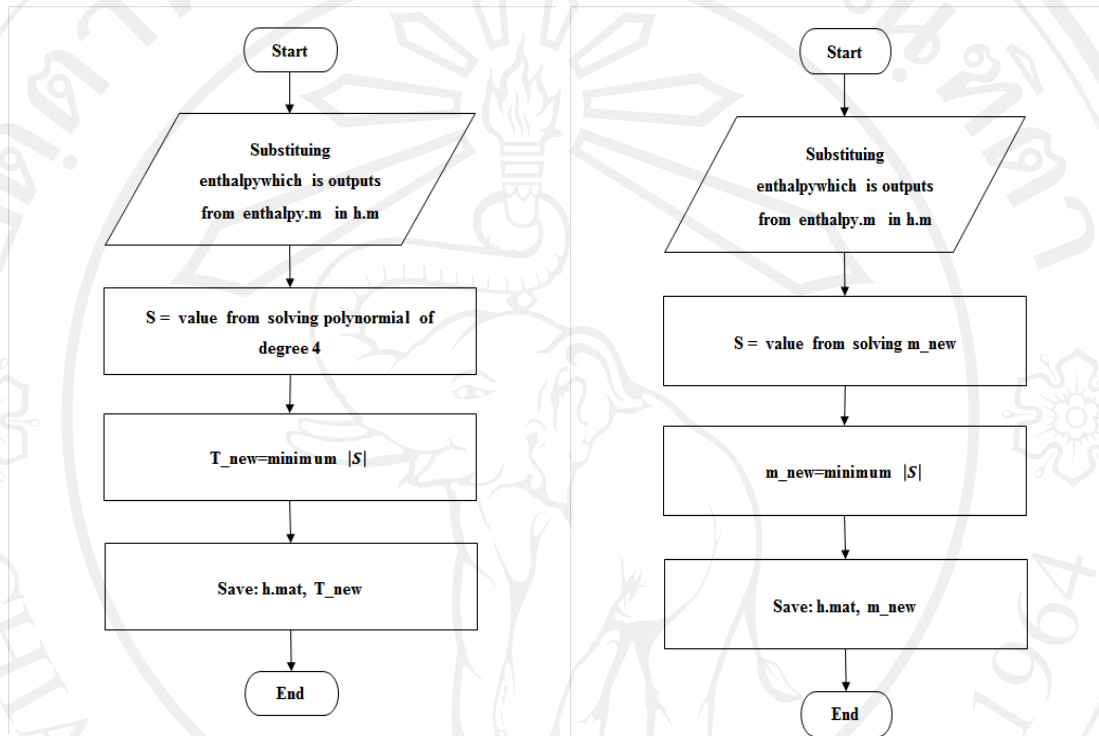 Start
Substituing
enthalpywhich is outputs
from enthalpy.m in h.m
S = value from solving polynormial of
degree 4
T_new=minimum |S|
Save: h.mat, T_new
End
Start
Substituing
enthalpywhich is outputs
from enthalpy.m in h.m
S = value from solving m_new
m_new=minimum |S|
Save: h.mat, m_new
End
1964